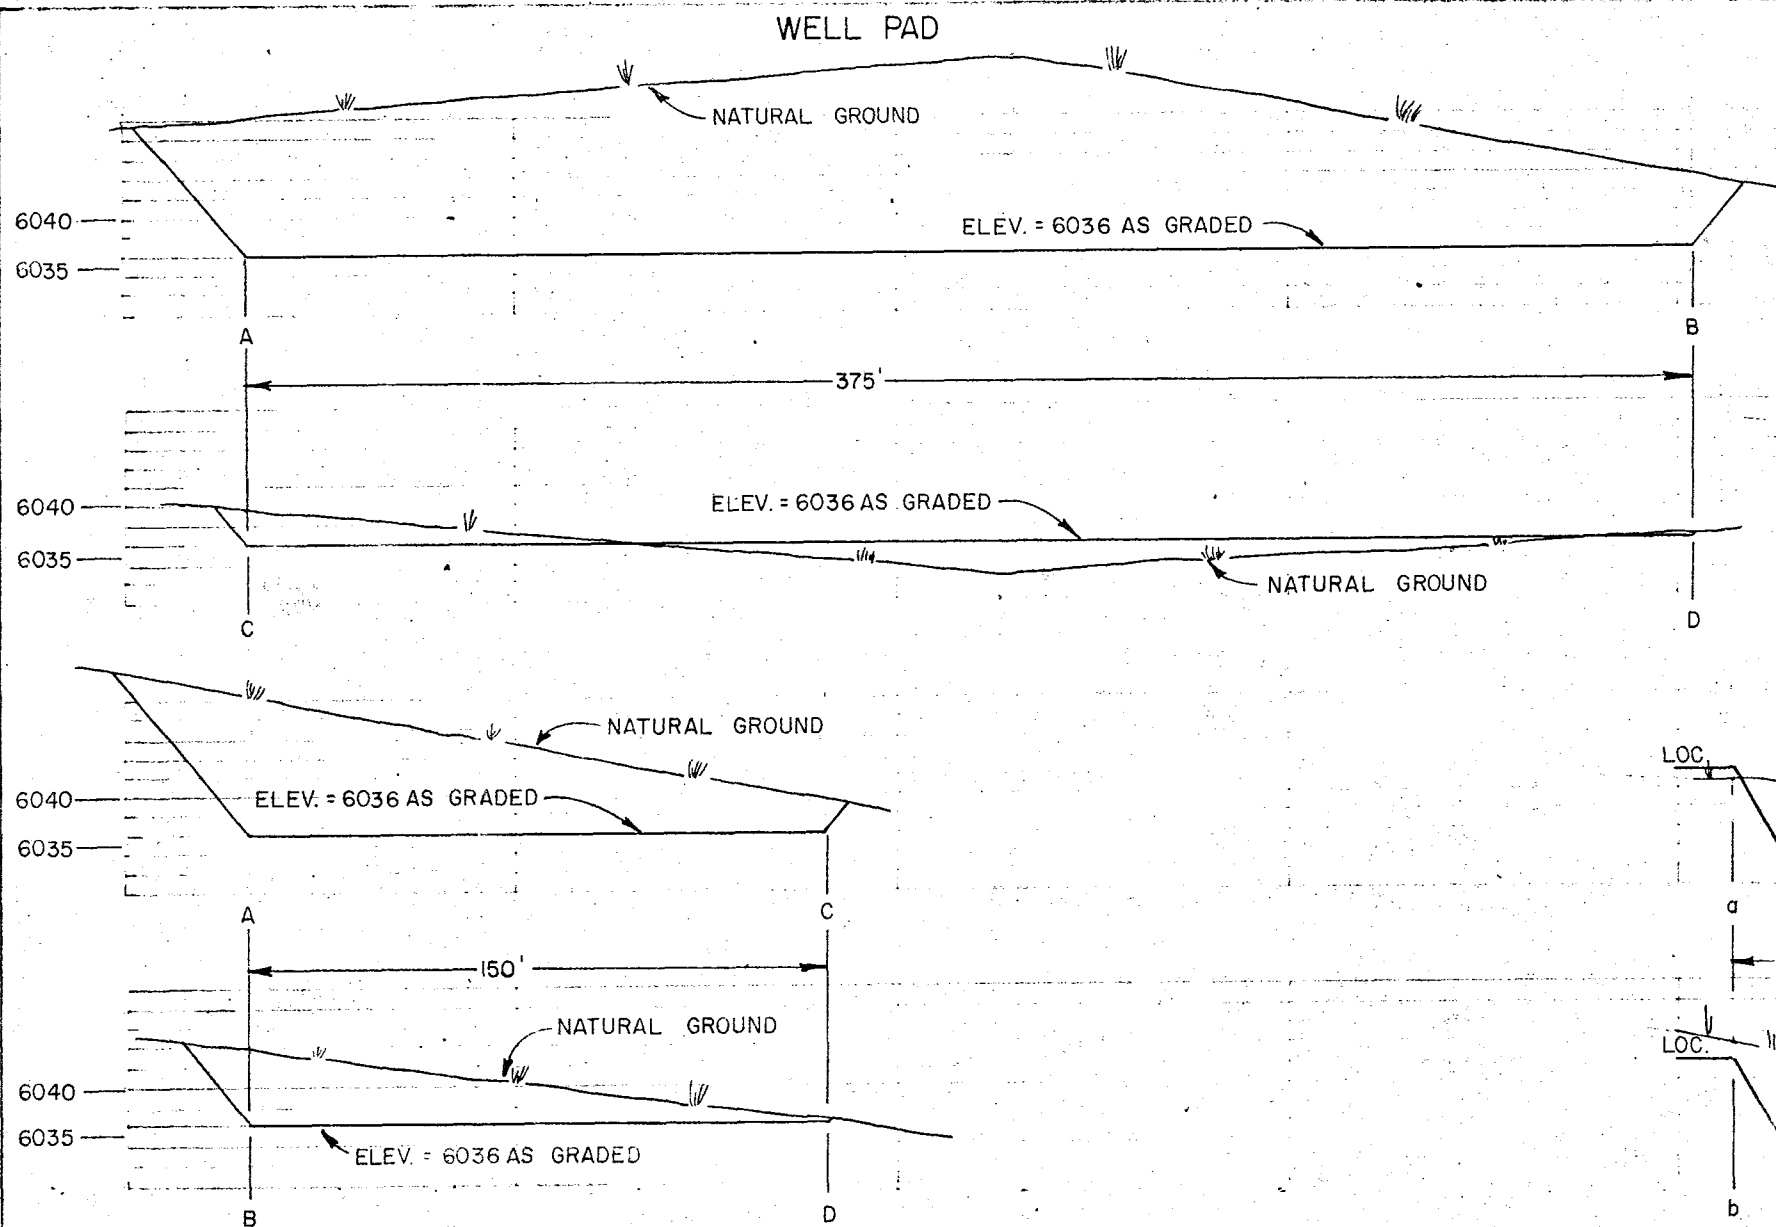 WELL PAD
NATURAL GROUND
6040
ELEV. = 6036 AS GRADED
6035
A
B
375'
6040
ELEV. = 6036 AS GRADED
6035
NATURAL GROUND
C
D
NATURAL GROUND
LOC.
6040
ELEV. = 6036 AS GRADED
6035
A
C
a
150'
NATURAL GROUND
LOC.
6040
6035
ELEV. = 6036 AS GRADED
B
D
b